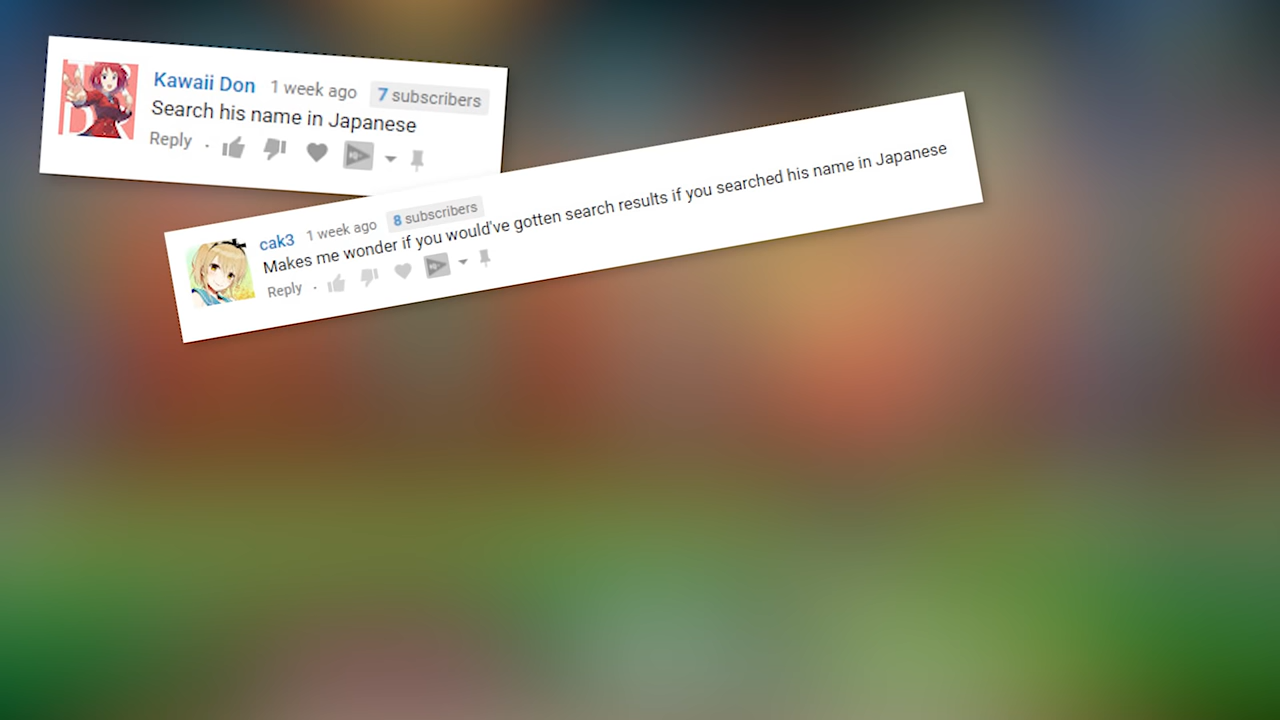 Kawaii Don 1 week ago 7 subscribers
Search his name in Japanese
Reply ·
cak3 1 week ago 8 subscribers
Makes me wonder if you would've gotten search results if you searched his name in Japanese
Reply ·